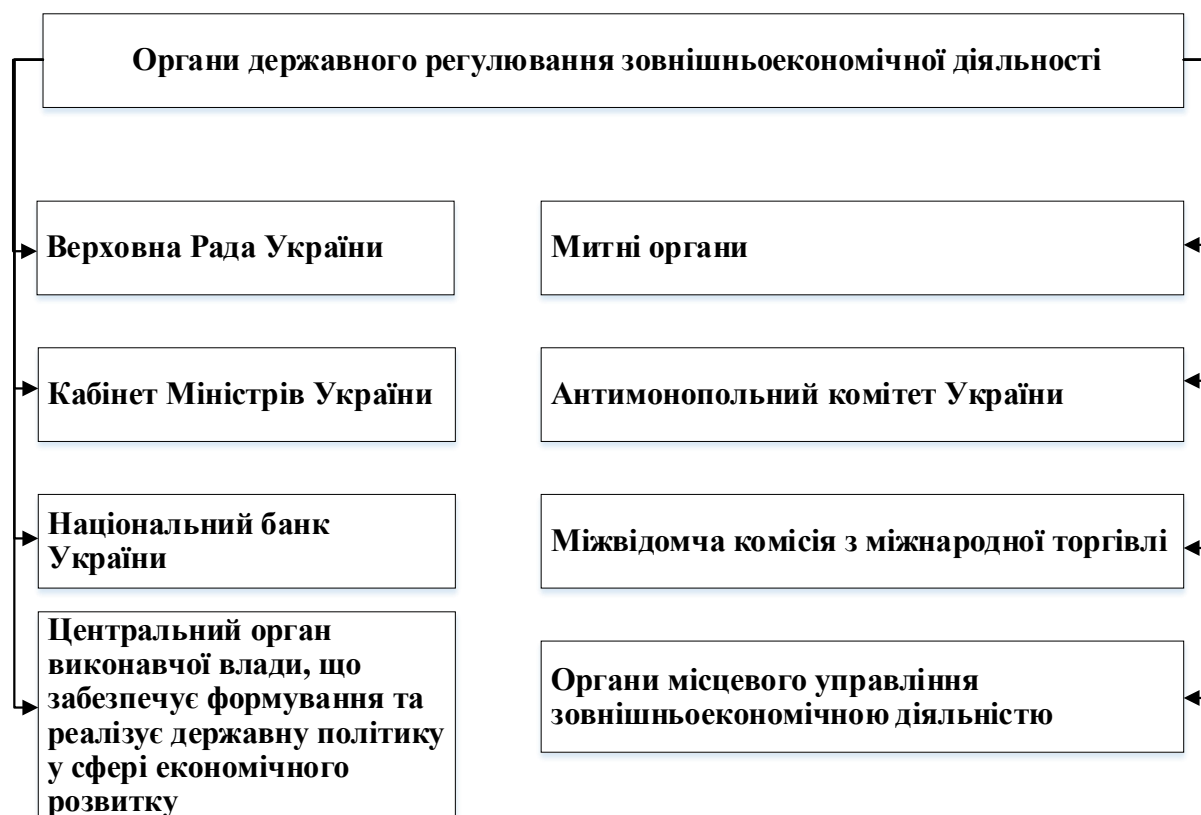 Органи державного регулювання зовнішньоекономічної діяльності
Верховна Рада України
Кабінет Міністрів України
Національний банк
України
Центральний орган
виконавчої влади, що
забезпечує формування та
реалізує державну політику
у сфері економічного
розвитку
Митні органи
Антимонопольний комітет України
Міжвідомча комісія з міжнародної торгівлі
Органи місцевого управління
зовнішньоекономічною діяльністю